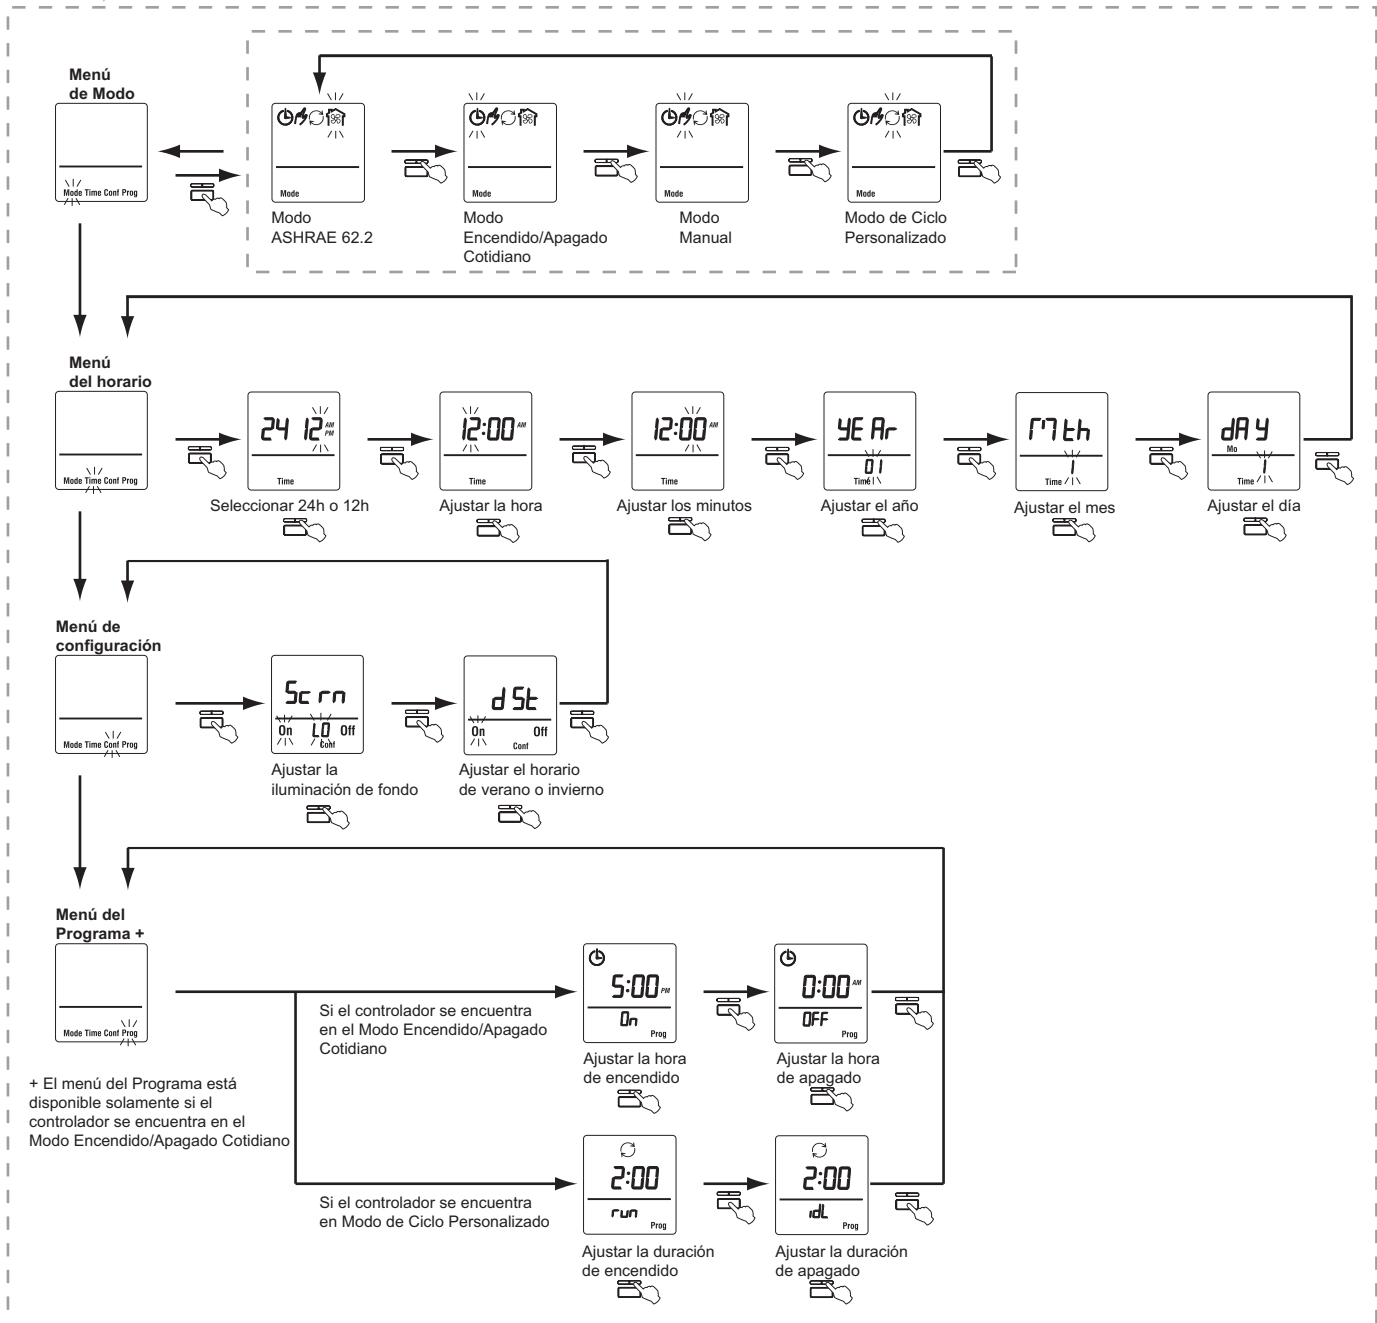 Menú
de Modo
Mode Time Conf Prog
Mode
Mode
Mode
Mode
Modo
ASHRAE 62.2
Modo
Encendido/Apagado
Cotidiano
Modo
Manual
Modo de Ciclo
Personalizado
Menú
del horario
Mode Time Conf Prog
24 12 AM
PM
Time
12:00 AM
Time
12:00 AM
Time
YEAr
01
Time
Mth
1
Time
dAY
Mo
1
Time
Seleccionar 24h o 12h
Ajustar la hora
Ajustar los minutos
Ajustar el año
Ajustar el mes
Ajustar el día
Menú de
configuración
Mode Time Conf Prog
Scrn
On LO Off
Conf
dSt
On Off
Conf
Ajustar la
iluminación de fondo
Ajustar el horario
de verano o invierno
Menú del
Programa +
Mode Time Conf Prog
+ El menú del Programa está
disponible solamente si el
controlador se encuentra en el
Modo Encendido/Apagado Cotidiano
Si el controlador se encuentra
en el Modo Encendido/Apagado
Cotidiano
5:00 PM
On
Prog
Ajustar la hora
de encendido
0:00 AM
OFF
Prog
Ajustar la hora
de apagado
Si el controlador se encuentra
en Modo de Ciclo Personalizado
2:00
run
Prog
Ajustar la duración
de encendido
2:00
idL
Prog
Ajustar la duración
de apagado